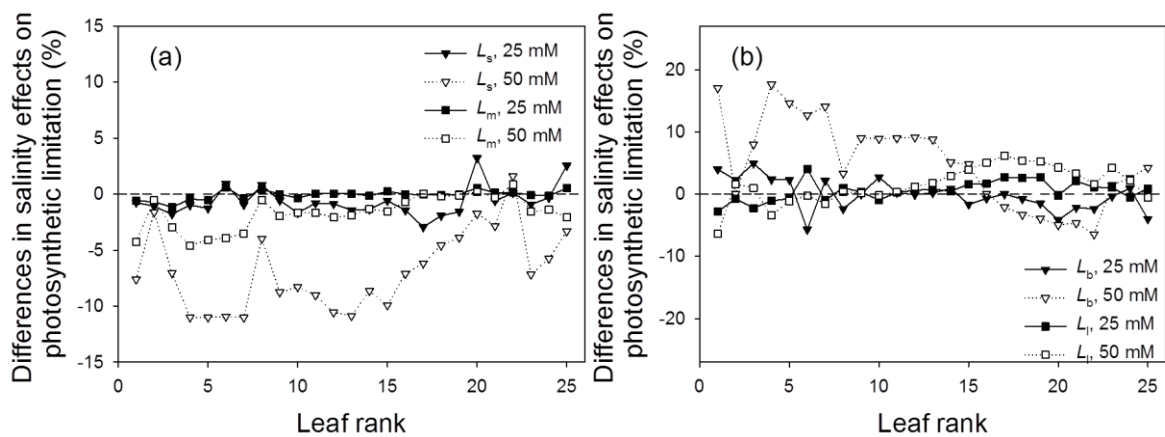 Differences in salinity effects on
photosynthetic limitation (%)
15
10
5
0
-5
-10
-15
(a)
Ls, 25 mM
Ls, 50 mM
Lm, 25 mM
Lm, 50 mM
0 5 10 15 20 25
Leaf rank
Differences in salinity effects on
photosynthetic limitation (%)
20
10
0
-10
-20
(b)
Lb, 25 mM
Lb, 50 mM
Ll, 25 mM
Ll, 50 mM
0 5 10 15 20 25
Leaf rank